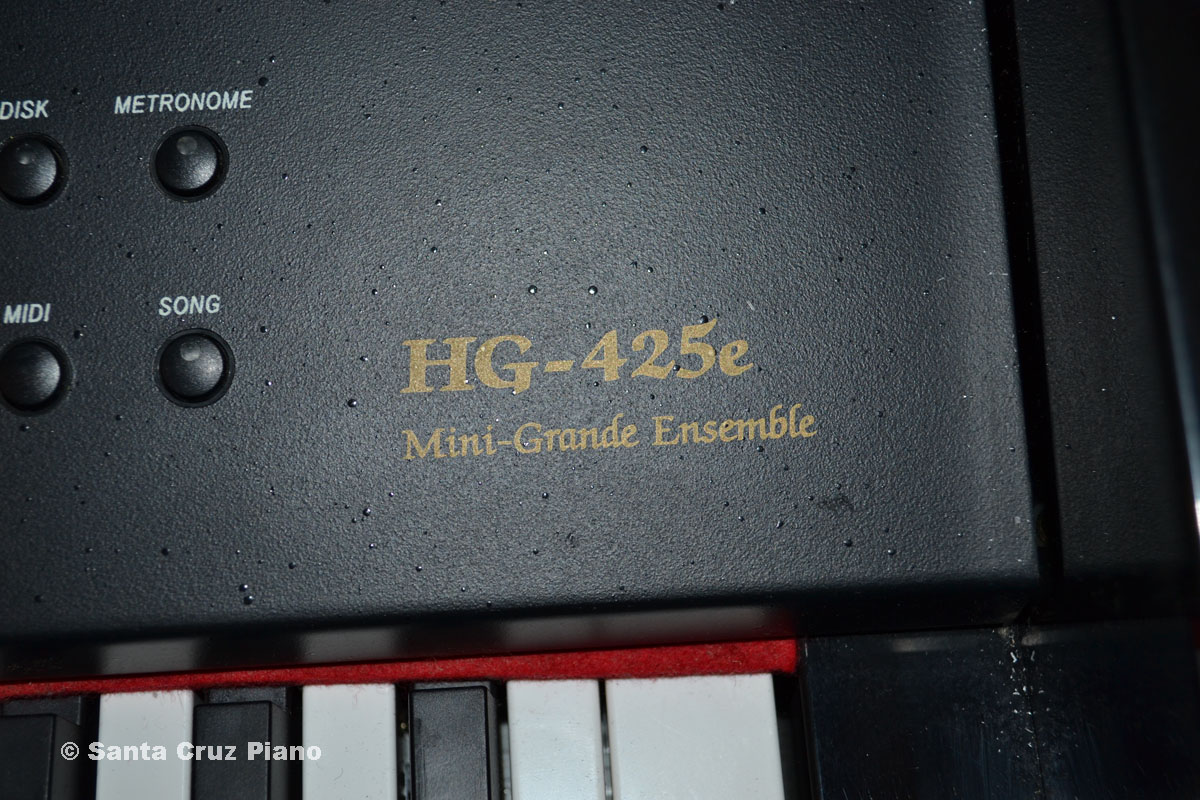 DISK METRONOME
MIDI SONG
HG-425e
Mini-Grande Ensemble
© Santa Cruz Piano